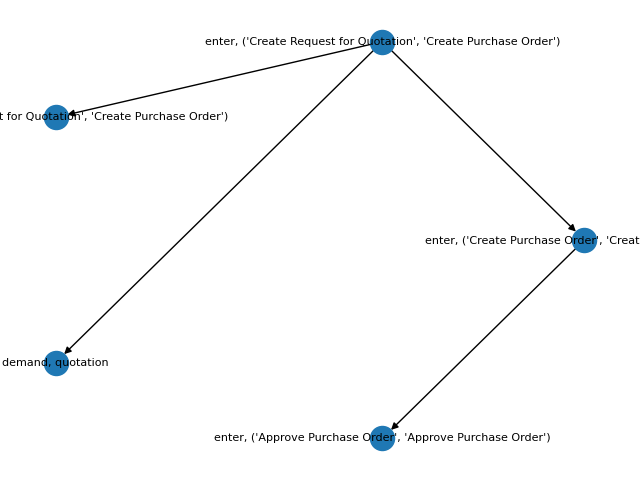 enter, ('Create Request for Quotation', 'Create Purchase Order')
t for Quotation', 'Create Purchase Order')
enter, ('Create Purchase Order', 'Creat
demand, quotation
enter, ('Approve Purchase Order', 'Approve Purchase Order')